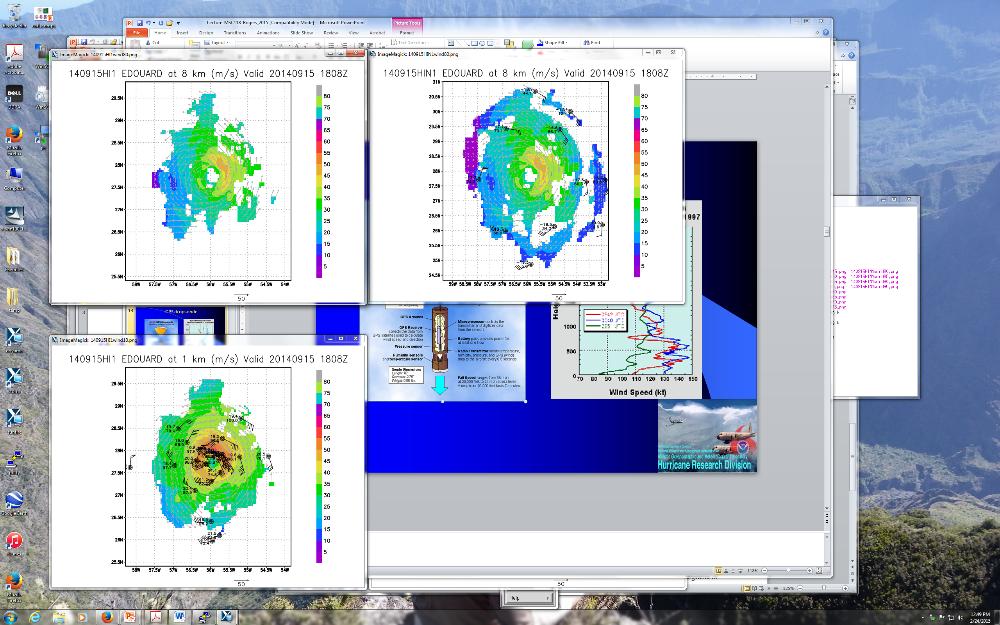 Recycle Bin
earl_comps
Adobe
Acrobat...
WinSC
DELL
DDPA
WinSC
Mozilla
Firefox
jet
Computer
x-win100-1...
Favorites
temp
ooyama
storm
sunfire
putty
Google Earth
iTunes
Mozilla
Firefox
Lecture-MSC118-Rogers_2015 [Compatibility Mode] - Microsoft PowerPoint
Picture Tools
File
Home
Insert
Design
Transitions
Animations
Slide Show
Review
View
Acrobat
Format
Cut
Layout
18
Text Direction
Shape Fill
Find
ImageMagick: 140915HI1wind80.png
140915HI1 EDOUARD at 8 km (m/s) Valid 20140915 1808Z
29.5N
29N
28.5N
28N
27.5N
27N
26.5N
26N
25.5N
58W 57.5W 57W 56.5W 56W 55.5W 55W 54.5W 54W
80
75
70
65
60
55
50
45
40
35
30
25
20
15
10
5
50
ImageMagick: 140915HIN1wind80.png
140915HIN1 EDOUARD at 8 km (m/s) Valid 20140915 1808Z
31N
30.5N
30N
29.5N
29N
28.5N
28N
27.5N
27N
26.5N
26N
25.5N
25N
24.5N
59W 58.5W 58W 57.5W 57W 56.5W 56W 55.5W 55W 54.5W 54W 53.5W 53W
-18.9
44.1
-17.4
12.4
-17.1
70.1
-16.8
66.7
-17.7
74.2
-17.6
66.3
-18.4
80.6
-19.3
68.0
-18.5
34.7
-19.9
9.6
-19.3
5.0
80
75
70
65
60
55
50
45
40
35
30
25
20
15
10
5
50
4
1997
45.png 140915HIN1wind80.png
50.png 140915HIN1wind85.png
55.png 140915HIN1wind90.png
5.png 140915HIN1wind95.png
60.png
65.png
70.png
75.png
g &
g &
&
3
14
GPS dropsonde
NCAR GPS Dropsonde
16" diagonally
GPS Antenna
GPS Receiver
collects the data from
GPS satellites used to calculate
wind speed and direction
Pressure sensor
Humidity sensors
and temperature sensor
Sonde Dimensions
Length: 16"
Diameter: 2.75"
Weight: 0.86 lbs.
Microprocessor controls the
transmitter and digitizes data
from the sensors
Battery pack provides power for
at least one hour
Radio Transmitter sends temperature,
humidity, pressure, and GPS (wind)
data to the aircraft every 0.5 seconds
Fall Speed ranges from 36 mph
at 20,000 feet to 24 mph at sea level.
A drop from 20,000 feet lasts 7 minutes.
Heig
1000
500
0
2342 UTC
2340 UTC
2351 UTC
70 80 90 100 110 120 130 140 150
Wind Speed (kt)
United States Department of Commerce
National Oceanic and Atmospheric Administration
Atlantic Oceanographic and Meteorological Laboratory
Hurricane Research Division
ImageMagick: 140915HI1wind10.png
140915HI1 EDOUARD at 1 km (m/s) Valid 20140915 1808Z
29.5N
29N
28.5N
28N
27.5N
27N
26.5N
26N
25.5N
58W 57.5W 57W 56.5W 56W 55.5W 55W 54.5W 54W
19.4
100.0
19.7
79.4
19.5
96.5
19.0
98.9
19.8
97.5
19.6
98.1
20.5
76.1
20.2
18.4
97.7
90.8
21.4
74.8
21.2
20.4
87.9
18.5
98.2
21.5
72.4
80
75
70
65
60
55
50
45
40
35
30
25
20
15
10
5
50
50
118%
125%
Help
12:49 PM
2/24/2015